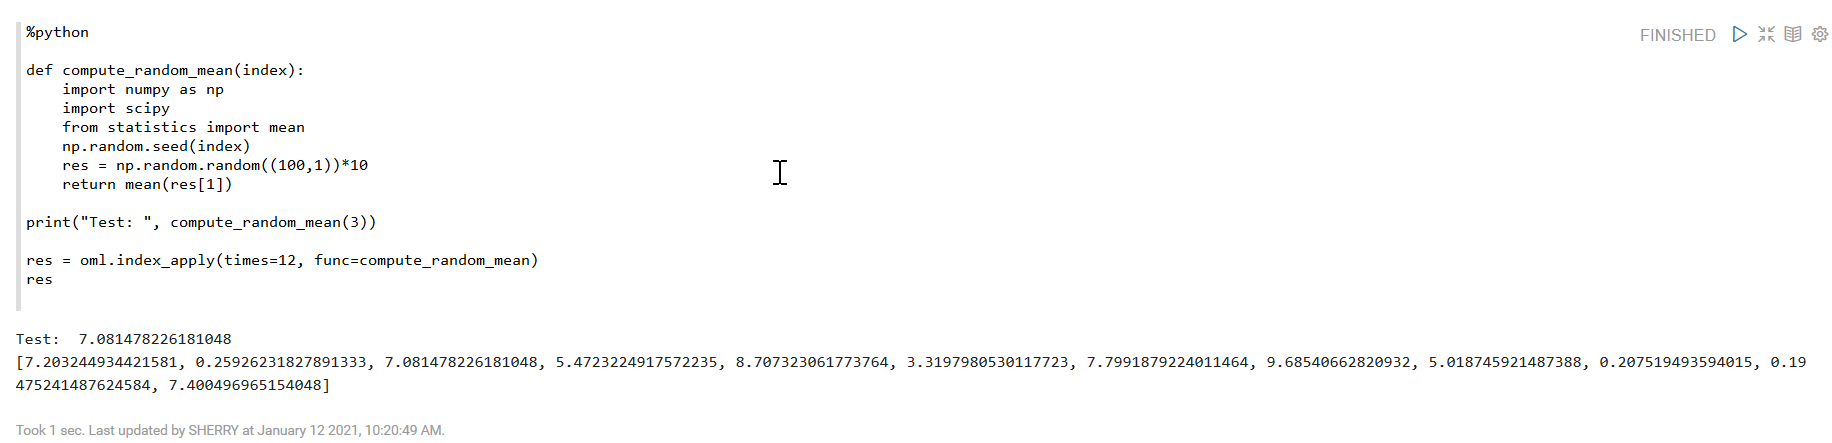 %python
FINISHED
def compute_random_mean(index):
    import numpy as np
    import scipy
    from statistics import mean
    np.random.seed(index)
    res = np.random.random((100,1))*10
    return mean(res[1])
print("Test: ", compute_random_mean(3))
res = oml.index_apply(times=12, func=compute_random_mean)
res
Test:  7.081478226181048
[7.203244934421581, 0.25926231827891333, 7.081478226181048, 5.4723224917572235, 8.707323061773764, 3.3197980530117723, 7.7991879224011464, 9.68540662820932, 5.018745921487388, 0.207519493594015, 0.19
475241487624584, 7.400496965154048]
Took 1 sec. Last updated by SHERRY at January 12 2021, 10:20:49 AM.